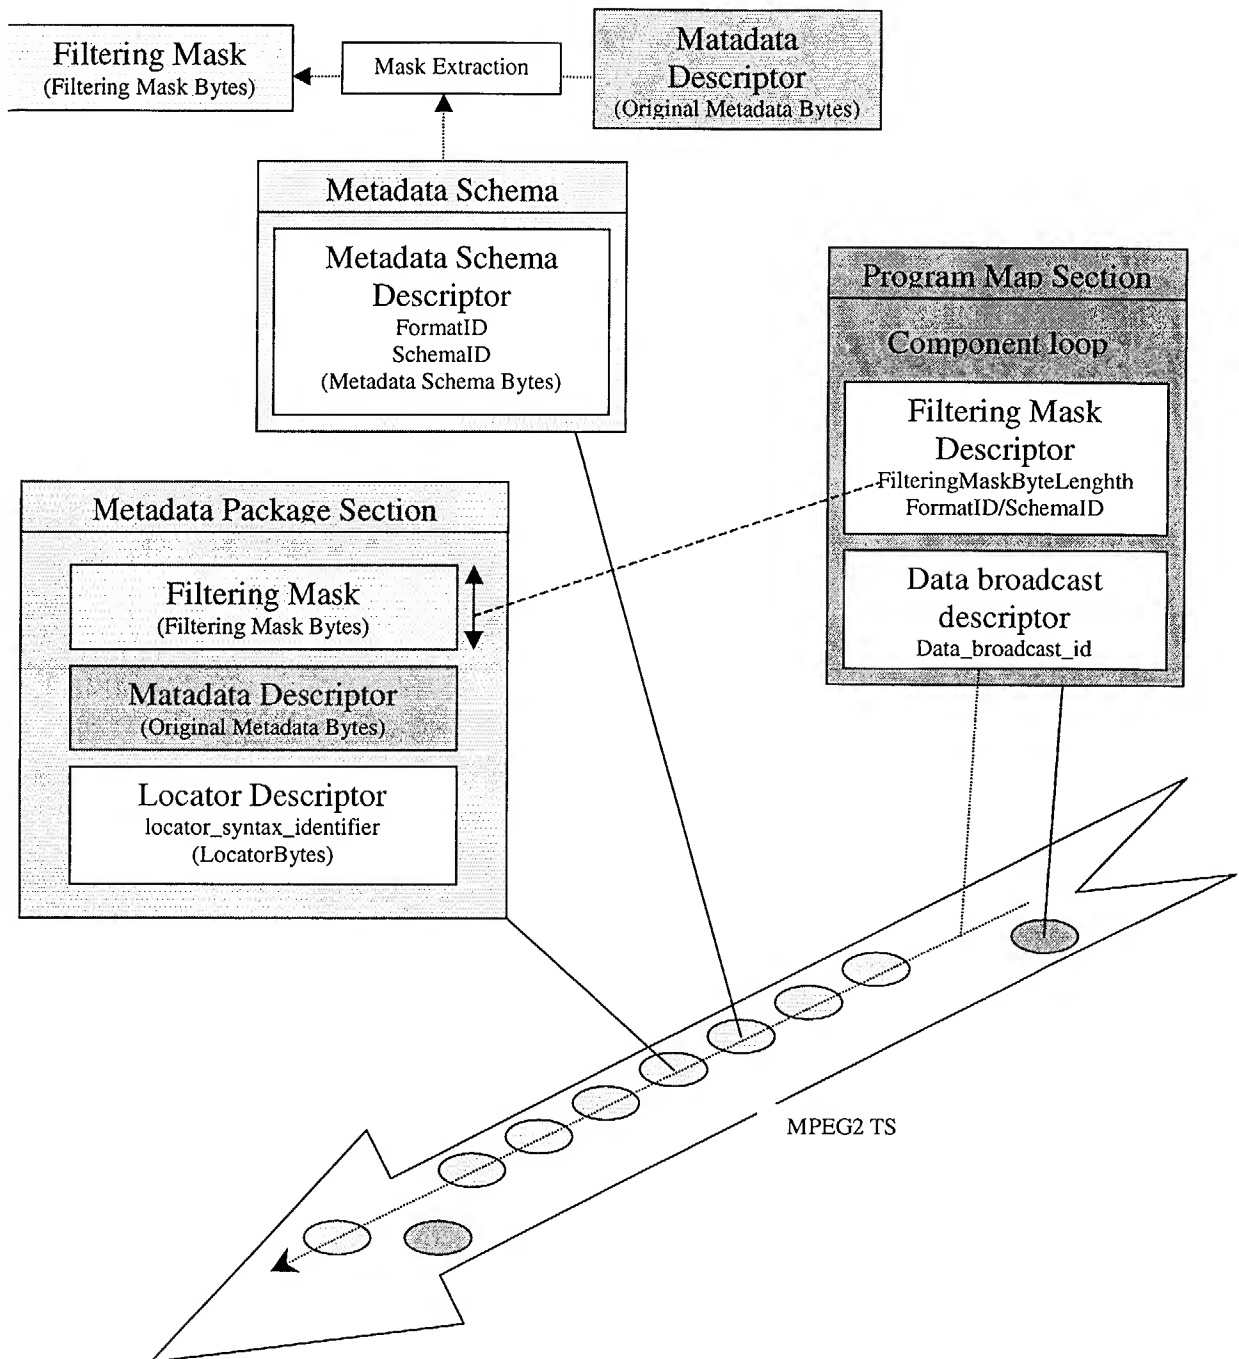 Filtering Mask
(Filtering Mask Bytes)
Mask Extraction
Matadata
Descriptor
(Original Metadata Bytes)
Metadata Schema
Metadata Schema
Descriptor
FormatID
SchemaID
(Metadata Schema Bytes)
Program Map Section
Component loop
Filtering Mask
Descriptor
FilteringMaskByteLenghth
FormatID/SchemaID
Data broadcast
descriptor
Data_broadcast_id
Metadata Package Section
Filtering Mask
(Filtering Mask Bytes)
Matadata Descriptor
(Original Metadata Bytes)
Locator Descriptor
locator_syntax_identifier
(LocatorBytes)
MPEG2 TS